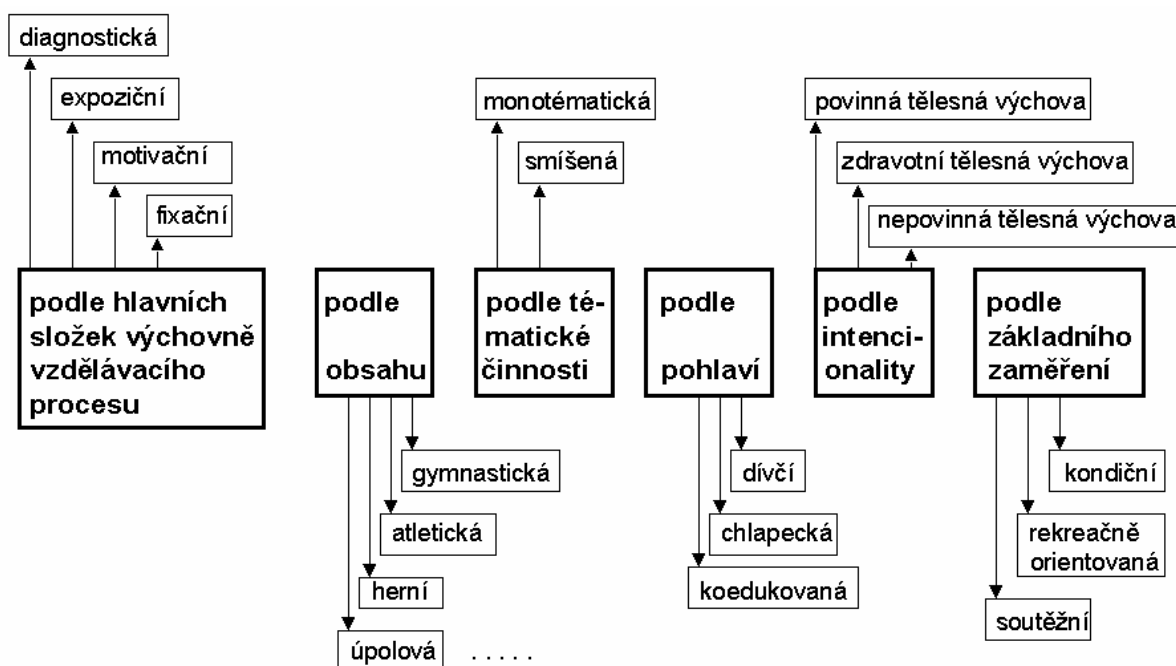 diagnostická
expoziční
motivační
fixační
monotématická
smíšená
povinná tělesná výchova
zdravotní tělesná výchova
nepovinná tělesná výchova
podle hlavních
složek výchovně
vzdělávacího
procesu
podle
obsahu
podle té-
matické
činnosti
podle
pohlaví
podle
intenci-
onality
podle
základního
zaměření
gymnastická
atletická
herní
úpolová . . . . .
dívčí
chlapecká
koedukovaná
kondiční
rekreačně
orientovaná
soutěžní